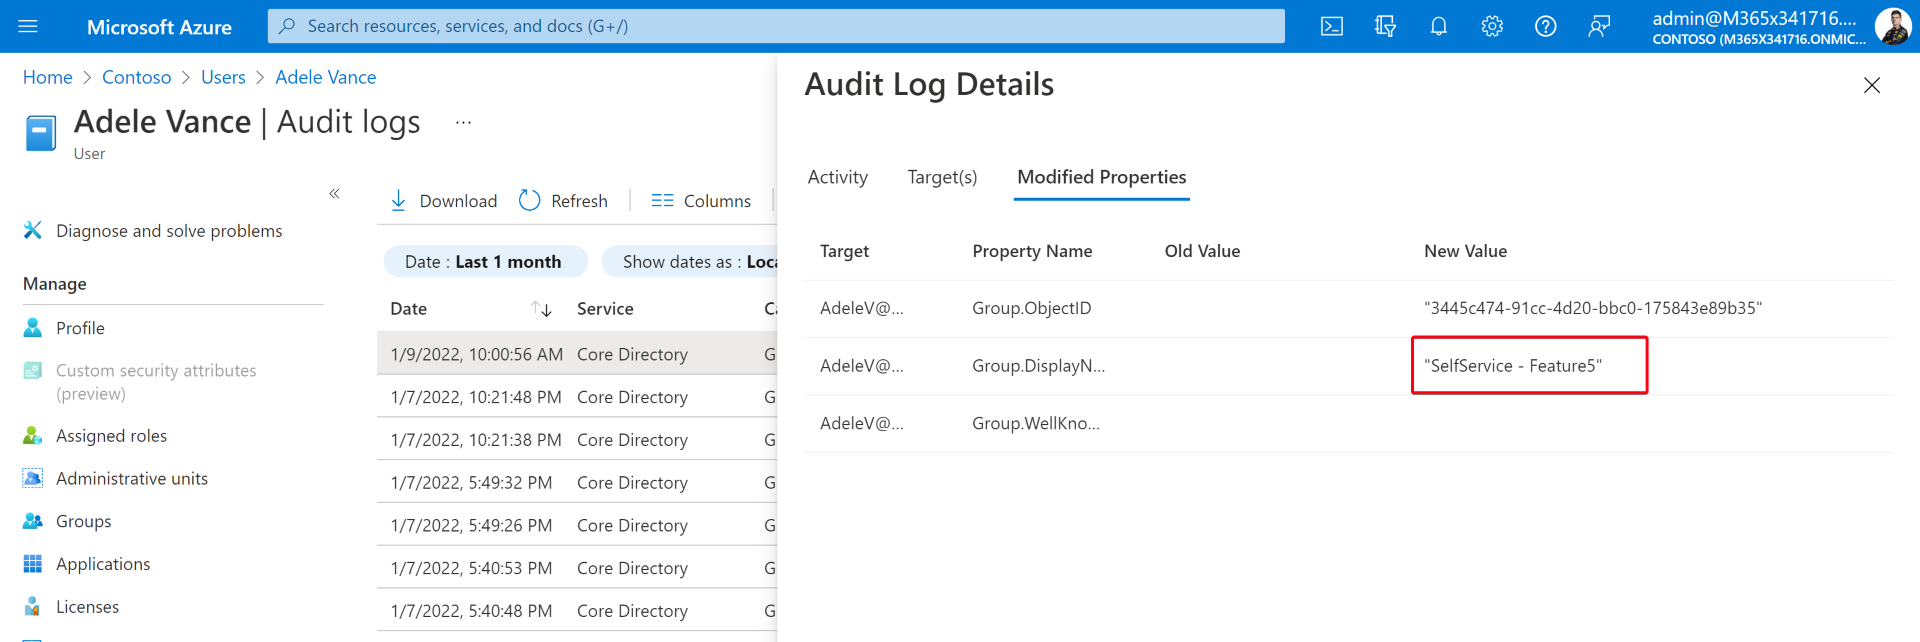 Microsoft Azure
Search resources, services, and docs (G+/)
admin@M365x341716....
CONTOSO (M365X341716.ONMIC...
Home > Contoso > Users > Adele Vance
Adele Vance | Audit logs ...
User
«
Diagnose and solve problems
Manage
Profile
Custom security attributes
(preview)
Assigned roles
Administrative units
Groups
Applications
Licenses
Download Refresh Columns
Date : Last 1 month Show dates as : Loca
Date ↑↓ Service Ca
1/9/2022, 10:00:56 AM Core Directory G
1/7/2022, 10:21:48 PM Core Directory G
1/7/2022, 10:21:38 PM Core Directory G
1/7/2022, 5:49:32 PM Core Directory G
1/7/2022, 5:49:26 PM Core Directory G
1/7/2022, 5:40:53 PM Core Directory G
1/7/2022, 5:40:48 PM Core Directory G
Audit Log Details
Activity Target(s) Modified Properties
Target Property Name Old Value New Value
AdeleV@... Group.ObjectID "3445c474-91cc-4d20-bbc0-175843e89b35"
AdeleV@... Group.DisplayN... "SelfService - Feature5"
AdeleV@... Group.WellKno...